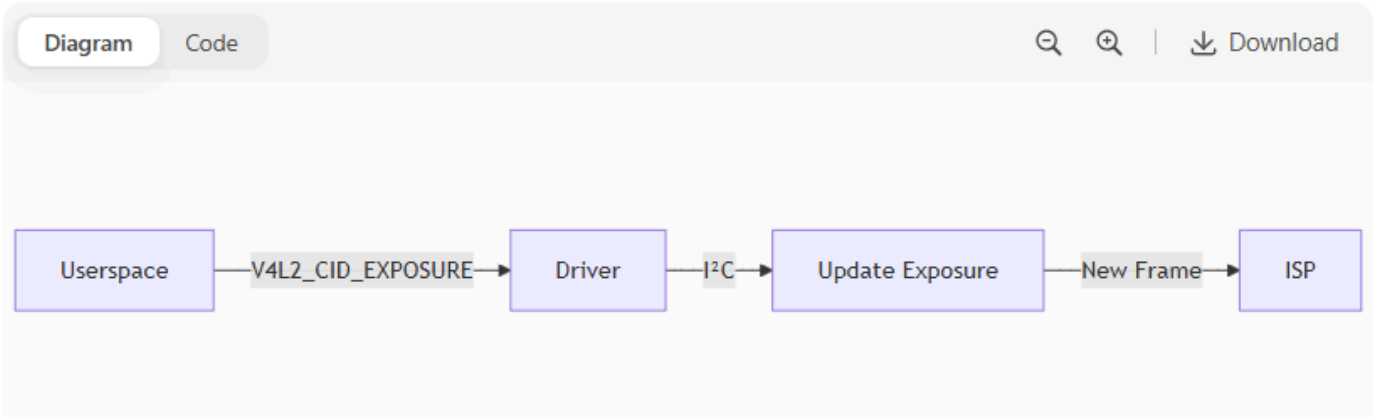 Diagram Code Download
Userspace V4L2_CID_EXPOSURE Driver I²C Update Exposure New Frame ISP